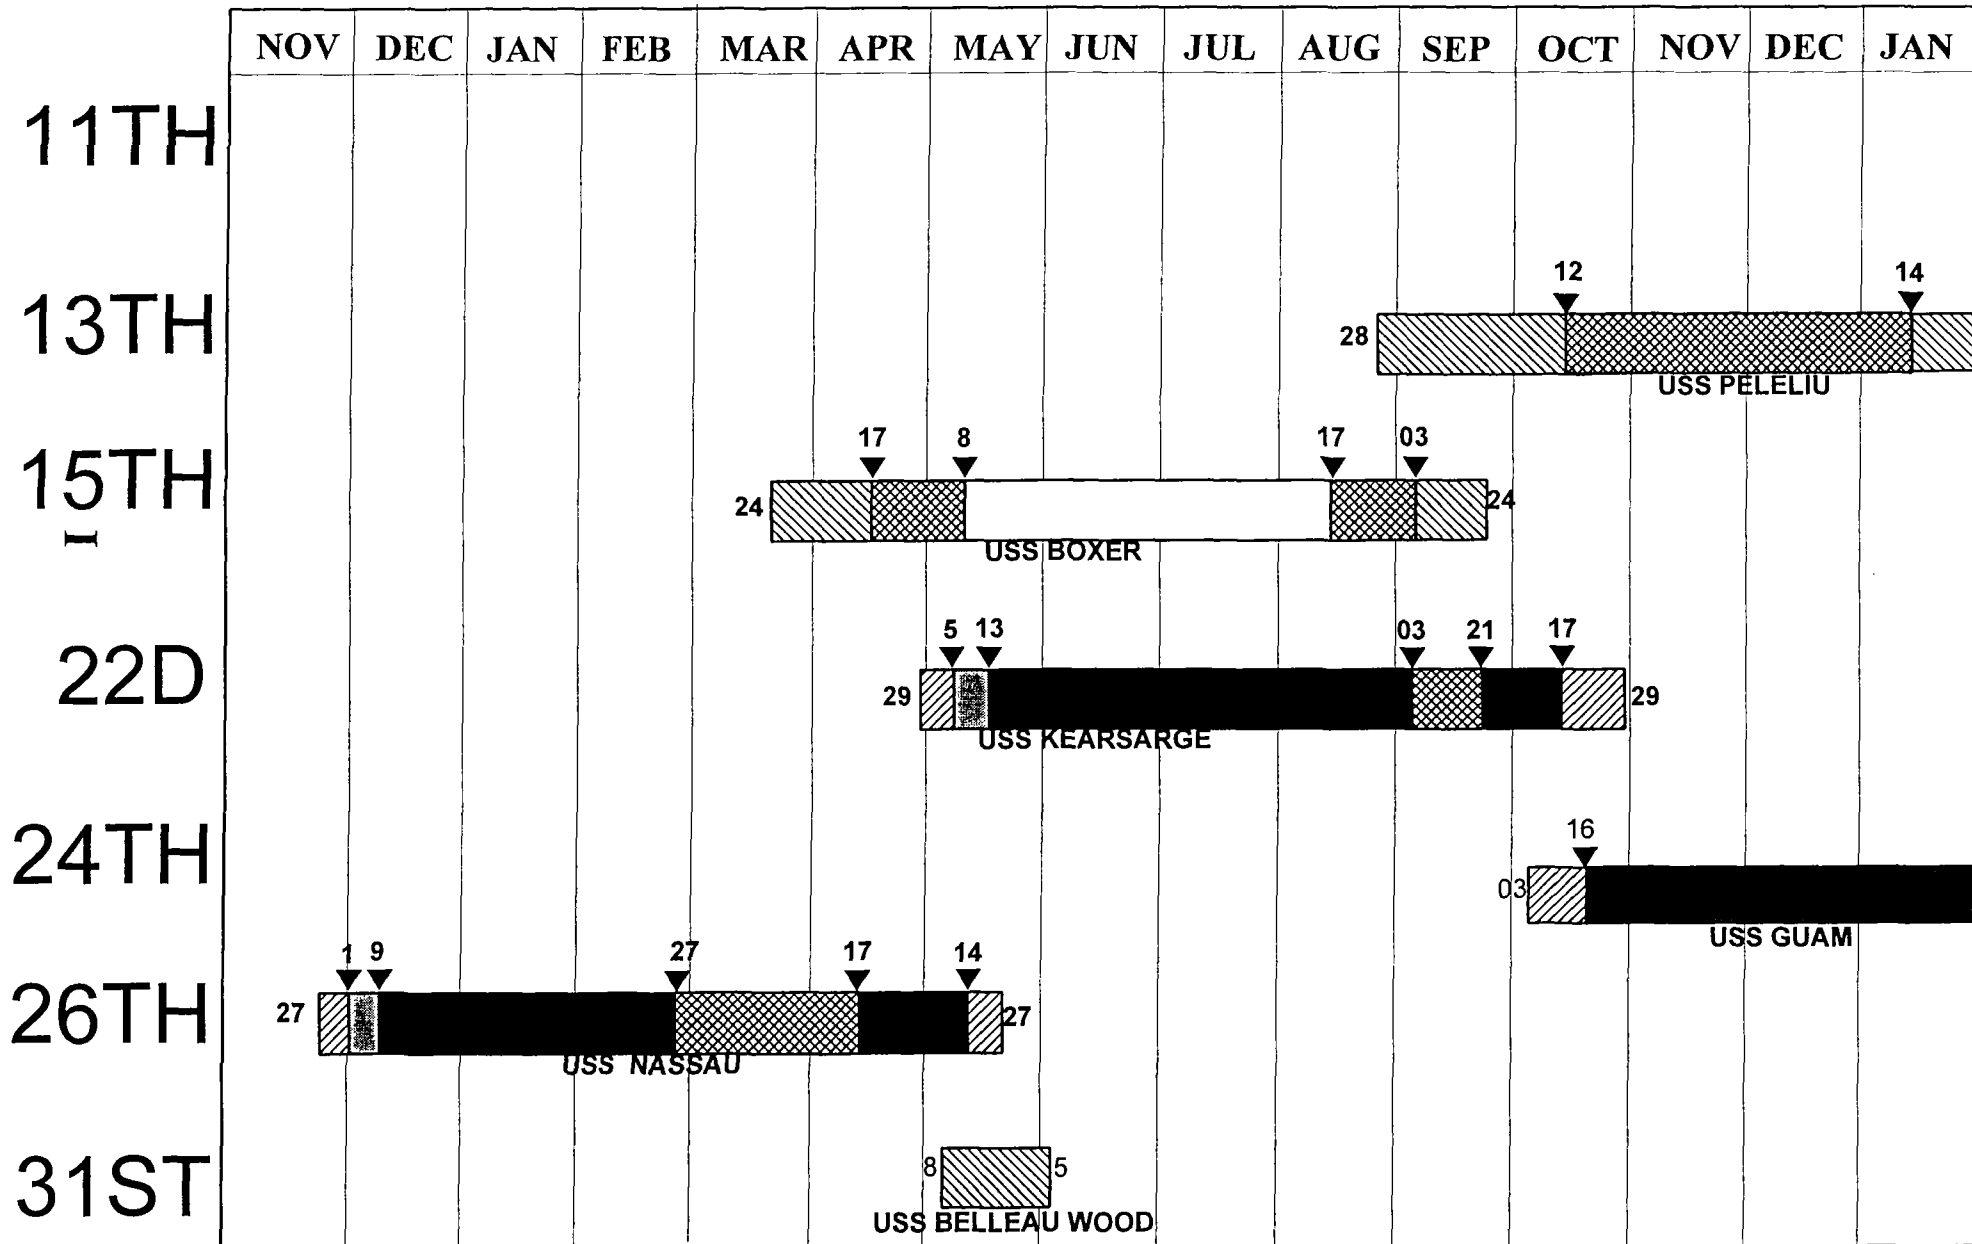 NOV DEC JAN FEB MAR APR MAY JUN JUL AUG SEP OCT NOV DEC JAN
11TH
12 14
13TH 28
USS PELELIU
17 8 17 03
15TH 24 24
I
USS BOXER
5 13 03 21 17
22D 29 29
USS KEARSARGE
16
24TH 03
USS GUAM
1 9 27 17 14
26TH 27 27
USS NASSAU
31ST 8 5
USS BELLEAU WOOD